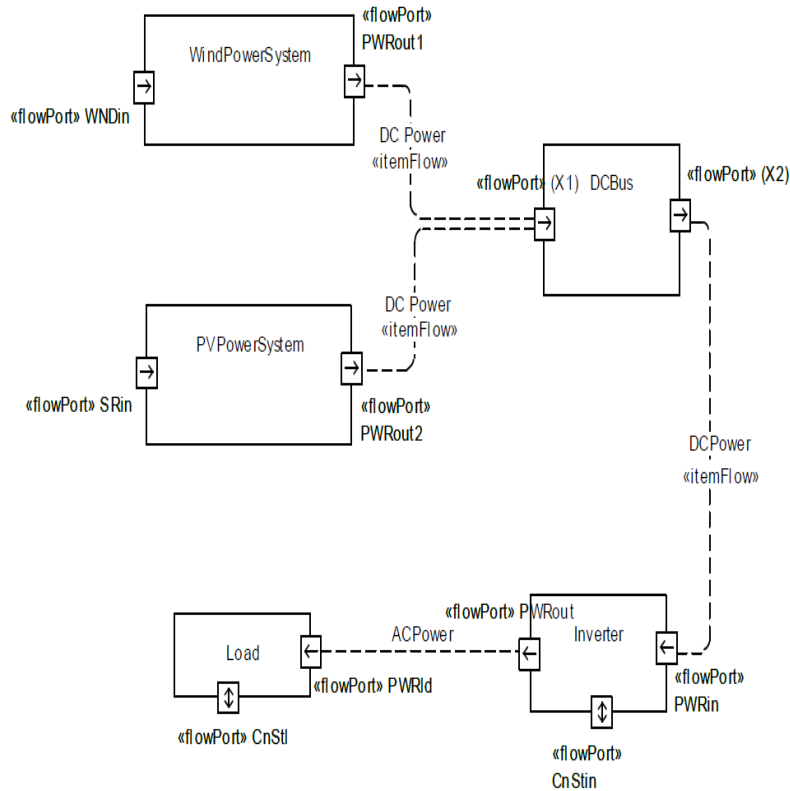 «flowPort»
PWRout1
WindPowerSystem
«flowPort» WNDin
DC Power
«itemFlow»
«flowPort» (X1) DCBus
«flowPort» (X2)
DC Power
«itemFlow»
PVPowerSystem
«flowPort» SRin
«flowPort»
PWRout2
DCPower
«itemFlow»
«flowPort» PWRout
ACPower
Inverter
Load
«flowPort» PWRld
«flowPort»
PWRin
«flowPort» CnStl
«flowPort»
CnStin